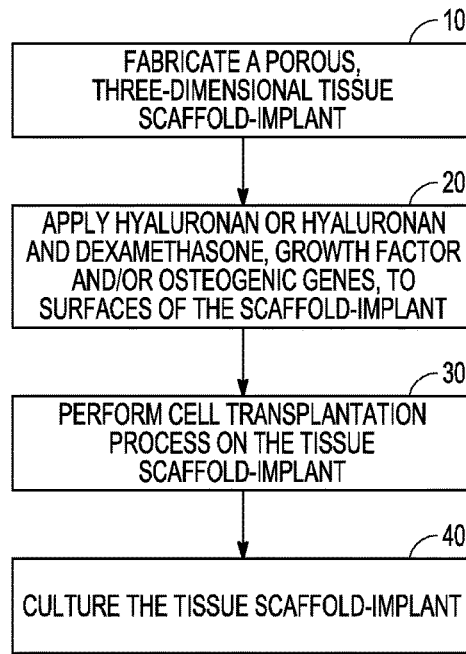 10
FABRICATE A POROUS,
THREE-DIMENSIONAL TISSUE
SCAFFOLD-IMPLANT
20
APPLY HYALURONAN OR HYALURONAN
AND DEXAMETHASONE, GROWTH FACTOR
AND/OR OSTEOGENIC GENES, TO
SURFACES OF THE SCAFFOLD-IMPLANT
30
PERFORM CELL TRANSPLANTATION
PROCESS ON THE TISSUE
SCAFFOLD-IMPLANT
40
CULTURE THE TISSUE SCAFFOLD-IMPLANT